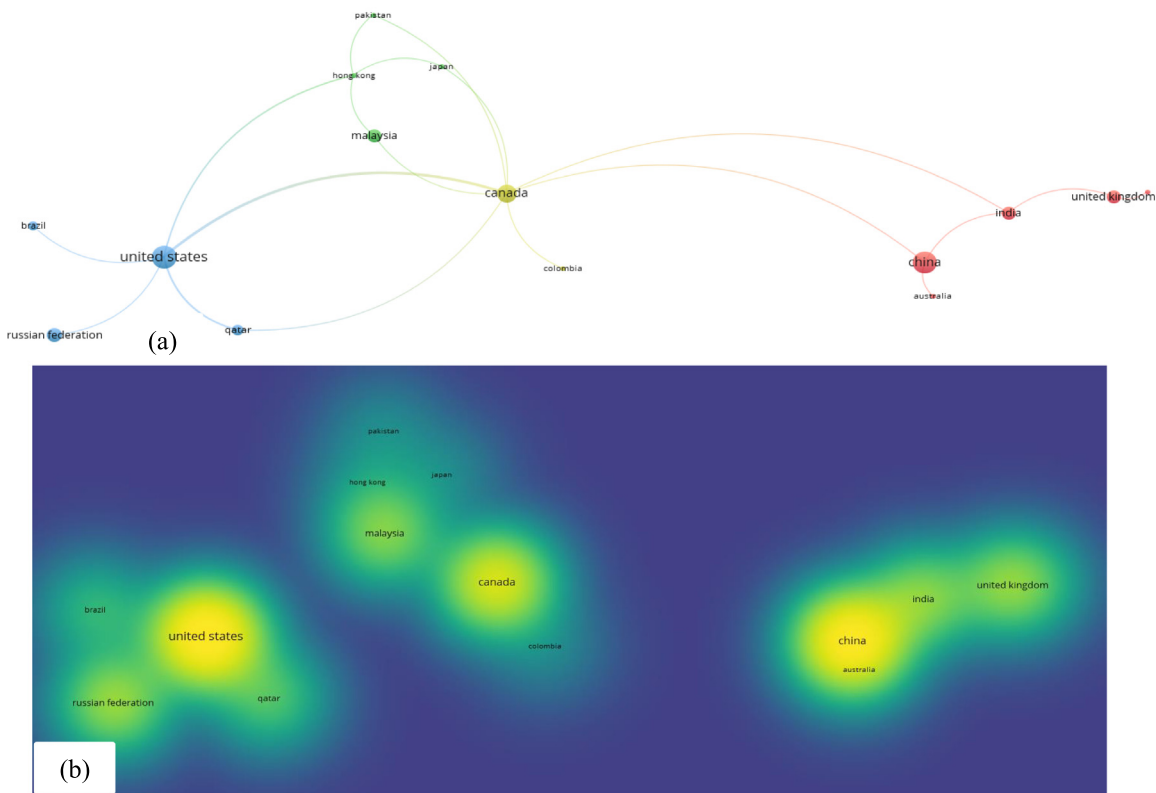 pakistan
japan
hong kong
malaysia
canada
united kingdom
india
brazil
united states
china
colombia
australia
russian federation
qatar
(a)
pakistan
japan
hong kong
malaysia
canada
united kingdom
india
brazil
united states
china
colombia
australia
qatar
russian federation
(b)